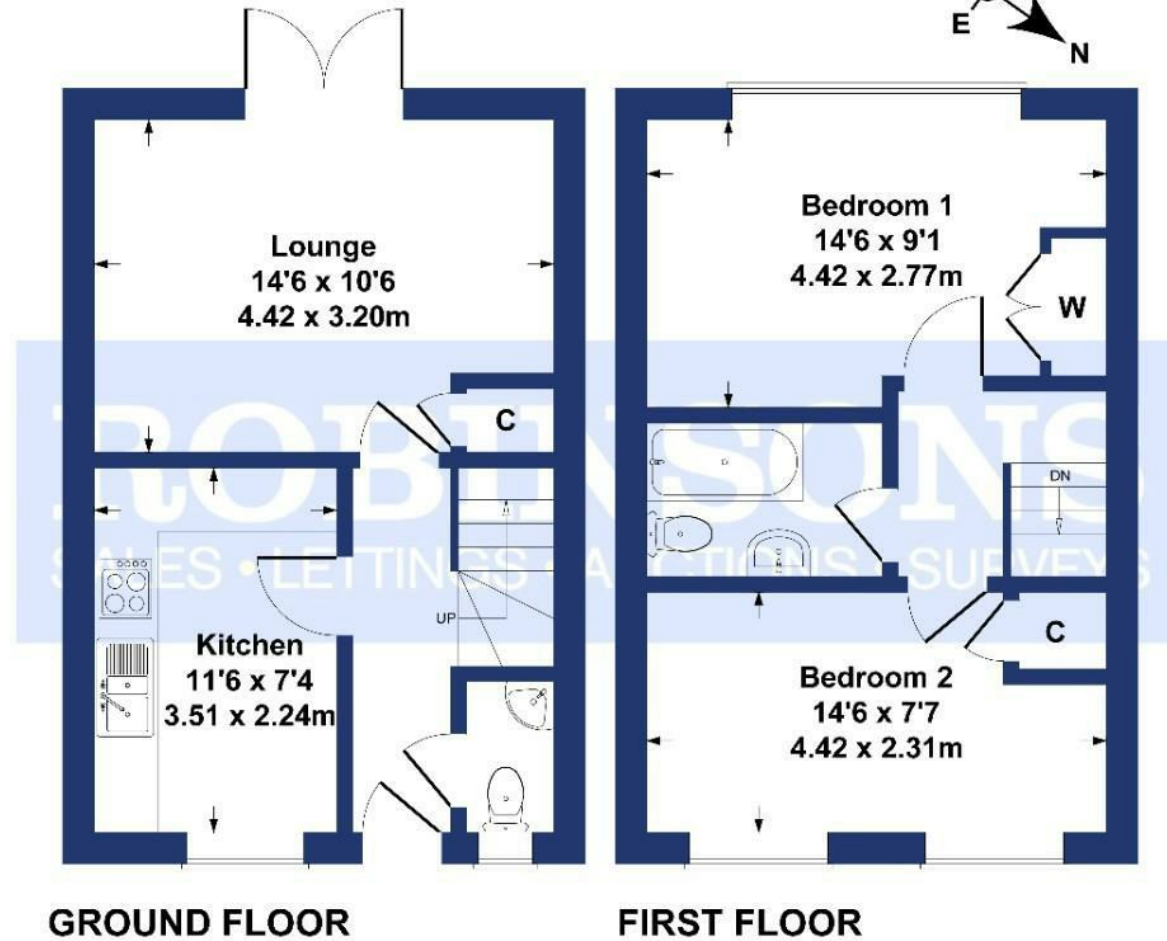 E
N
Lounge
14'6 x 10'6
4.42 x 3.20m
C
Kitchen
11'6 x 7'4
3.51 x 2.24m
UP
Bedroom 1
14'6 x 9'1
4.42 x 2.77m
W
DN
C
Bedroom 2
14'6 x 7'7
4.42 x 2.31m
ROBINSONS
SALES • LETTINGS • AUCTIONS • SURVEYS
GROUND FLOOR
FIRST FLOOR